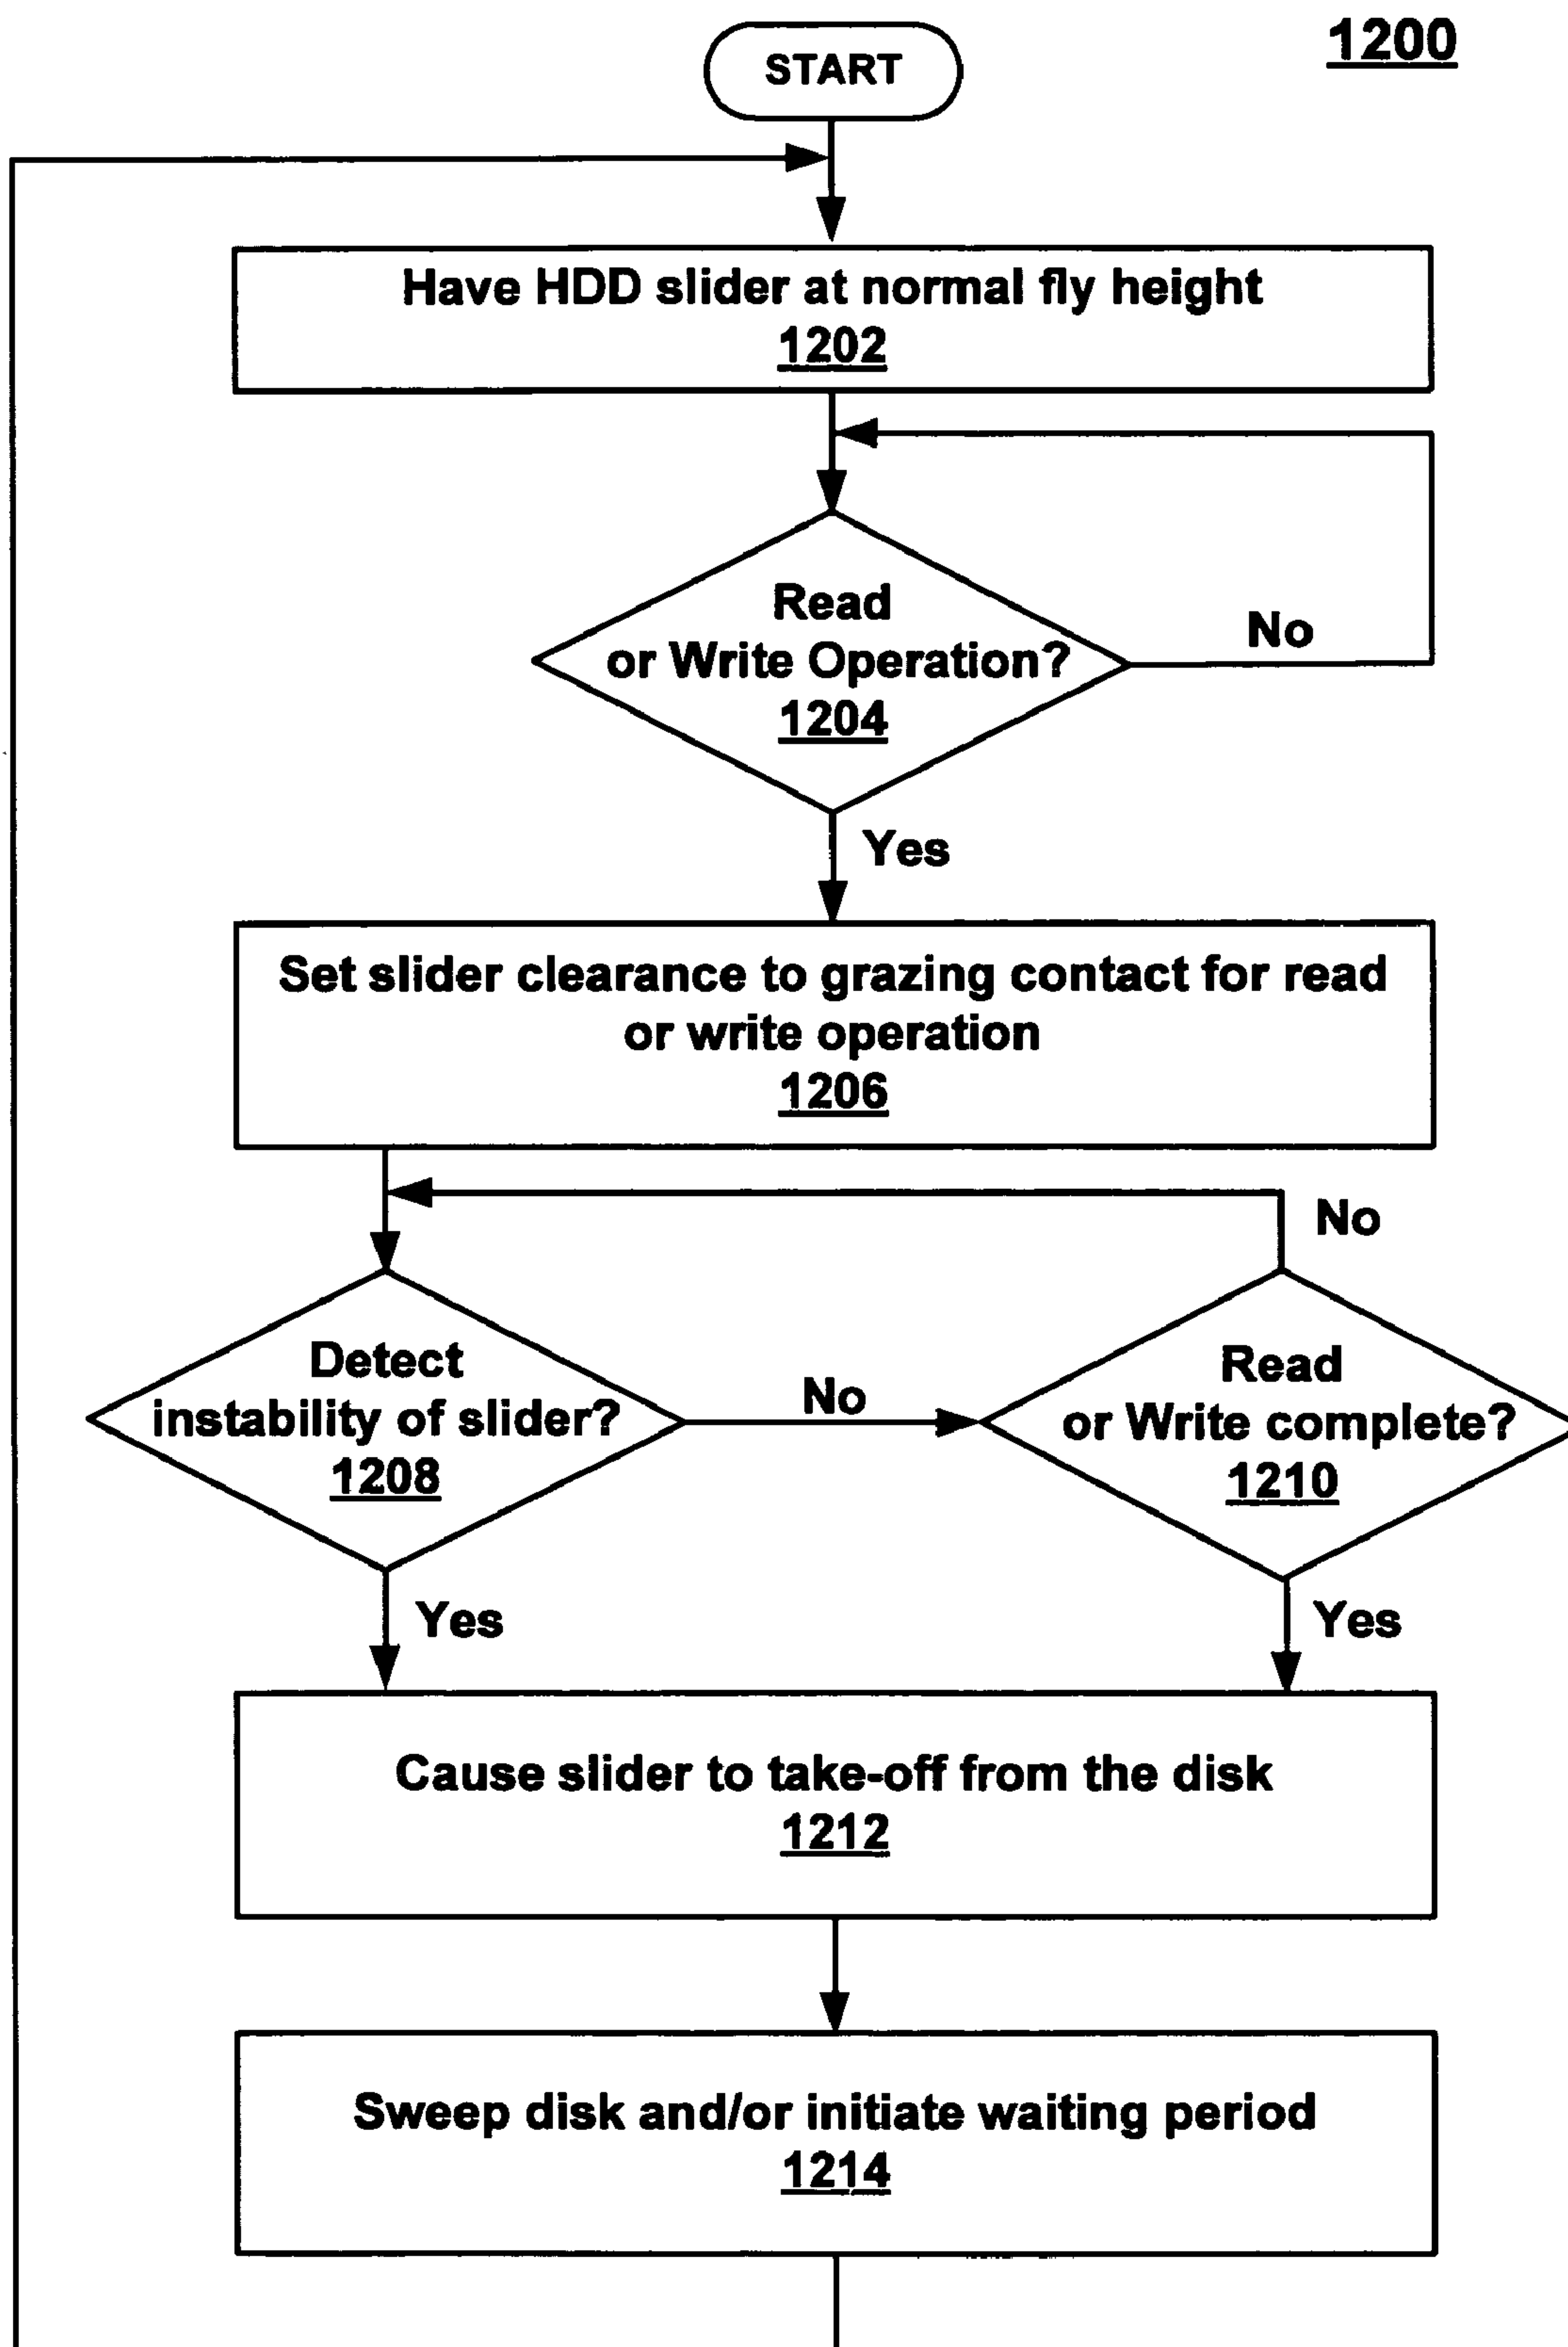 1200
START
Have HDD slider at normal fly height
1202
Read
or Write Operation?
1204
No
Yes
Set slider clearance to grazing contact for read
or write operation
1206
No
Detect
instability of slider?
1208
No
Read
or Write complete?
1210
Yes
Yes
Cause slider to take-off from the disk
1212
Sweep disk and/or initiate waiting period
1214